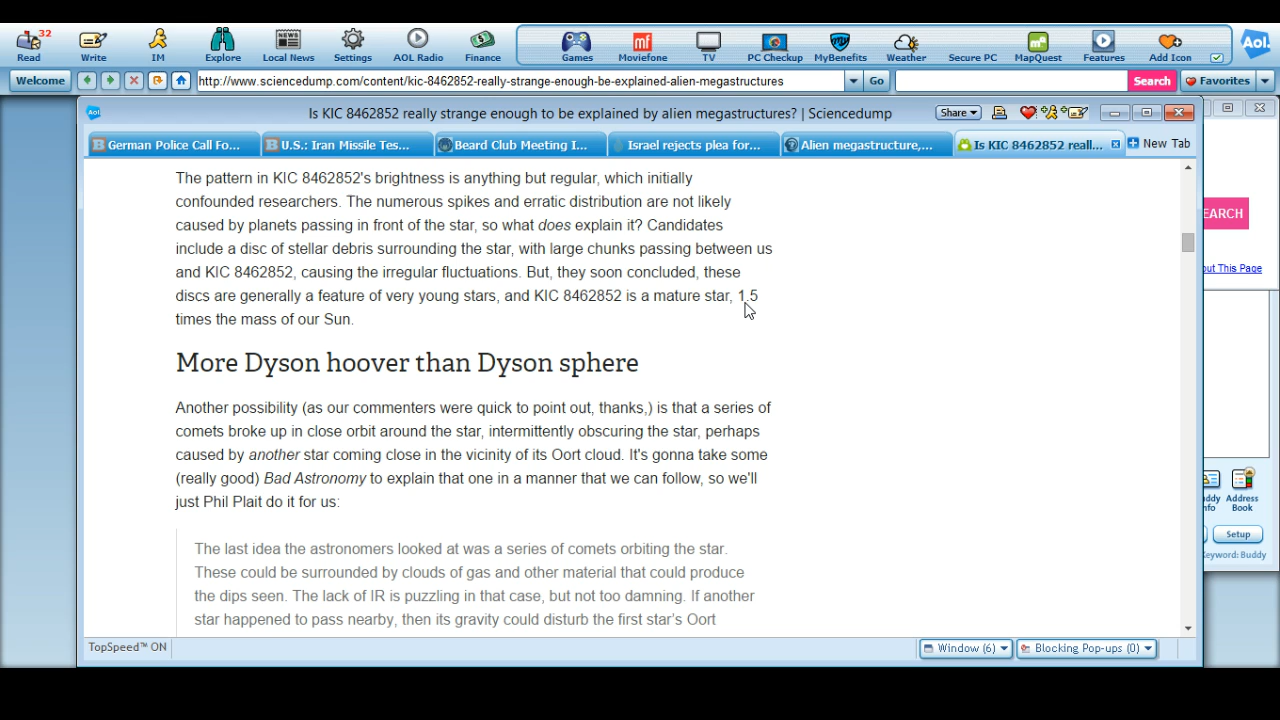 32
Read
Write
IM
Explore
NEWS
Local News
Settings
AOL Radio
Finance
Games
mf
Moviefone
TV
PC Checkup
MyBenefits
Weather
Secure PC
MapQuest
Features
Add Icon
Aol.
Welcome
http://www.sciencedump.com/content/kic-8462852-really-strange-enough-be-explained-alien-megastructures
Go
Search
Favorites
Aol
Is KIC 8462852 really strange enough to be explained by alien megastructures? | Sciencedump
Share
German Police Call Fo...
U.S.: Iran Missile Tes...
Beard Club Meeting I...
Israel rejects plea for...
Alien megastructure,...
Is KIC 8462852 reall...
New Tab
The pattern in KIC 8462852's brightness is anything but regular, which initially
confounded researchers. The numerous spikes and erratic distribution are not likely
caused by planets passing in front of the star, so what does explain it? Candidates
include a disc of stellar debris surrounding the star, with large chunks passing between us
and KIC 8462852, causing the irregular fluctuations. But, they soon concluded, these
discs are generally a feature of very young stars, and KIC 8462852 is a mature star, 1.5
times the mass of our Sun.
More Dyson hoover than Dyson sphere
Another possibility (as our commenters were quick to point out, thanks,) is that a series of
comets broke up in close orbit around the star, intermittently obscuring the star, perhaps
caused by another star coming close in the vicinity of its Oort cloud. It's gonna take some
(really good) Bad Astronomy to explain that one in a manner that we can follow, so we'll
just Phil Plait do it for us:
The last idea the astronomers looked at was a series of comets orbiting the star.
These could be surrounded by clouds of gas and other material that could produce
the dips seen. The lack of IR is puzzling in that case, but not too damning. If another
star happened to pass nearby, then its gravity could disturb the first star's Oort
EARCH
out This Page
ddy
nfo
Address
Book
Setup
eyword: Buddy
TopSpeed™ ON
Window (6)
Blocking Pop-ups (0)